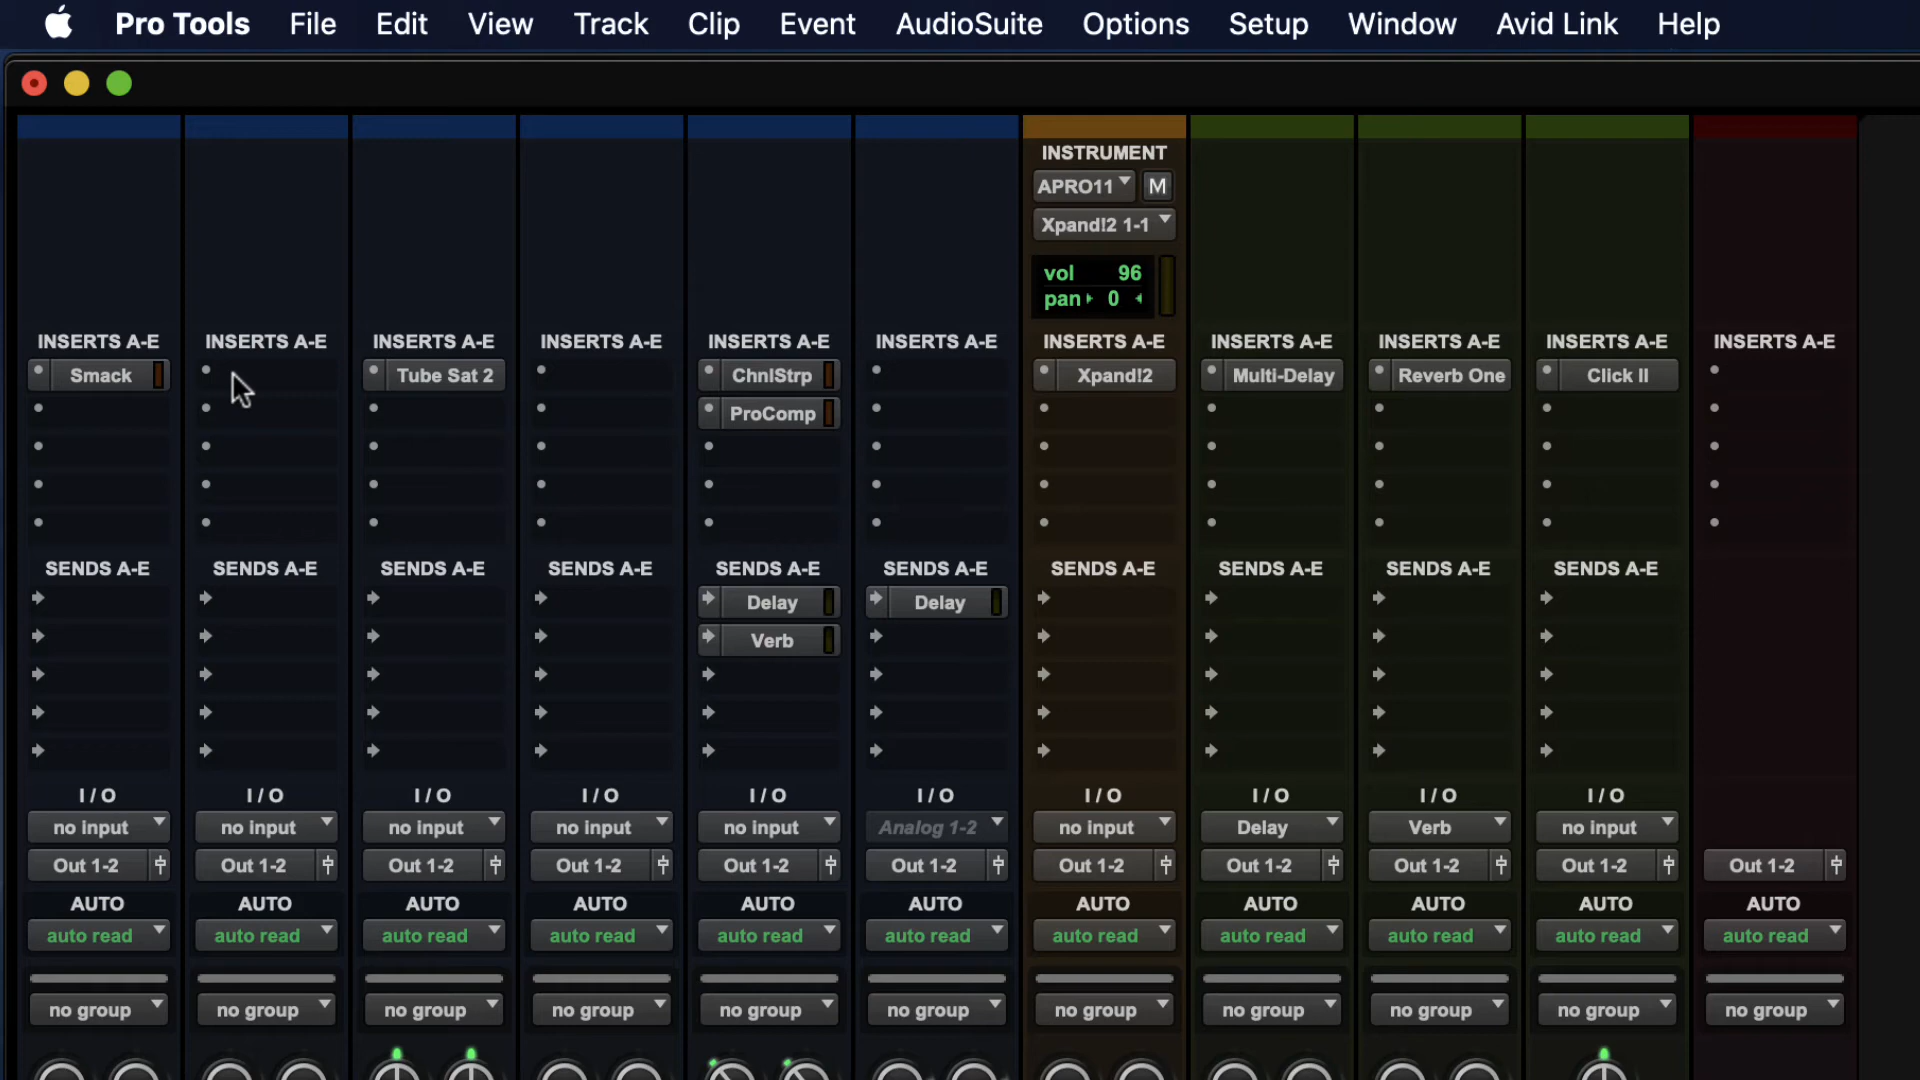 Pro Tools File Edit View Track Clip Event AudioSuite Options Setup Window Avid Link Help
INSTRUMENT
APRO11 M
Xpand!2 1-1
vol 96
pan 0
INSERTS A-E INSERTS A-E INSERTS A-E INSERTS A-E INSERTS A-E INSERTS A-E INSERTS A-E INSERTS A-E INSERTS A-E INSERTS A-E INSERTS A-E
Smack Tube Sat 2 ChnlStrp Xpand!2 Multi-Delay Reverb One Click II
ProComp
SENDS A-E SENDS A-E SENDS A-E SENDS A-E SENDS A-E SENDS A-E SENDS A-E SENDS A-E SENDS A-E SENDS A-E
Delay Delay
Verb
I / O I / O I / O I / O I / O I / O I / O I / O I / O I / O
no input no input no input no input no input Analog 1-2 no input Delay Verb no input
Out 1-2 Out 1-2 Out 1-2 Out 1-2 Out 1-2 Out 1-2 Out 1-2 Out 1-2 Out 1-2 Out 1-2 Out 1-2
AUTO AUTO AUTO AUTO AUTO AUTO AUTO AUTO AUTO AUTO AUTO
auto read auto read auto read auto read auto read auto read auto read auto read auto read auto read auto read
no group no group no group no group no group no group no group no group no group no group no group